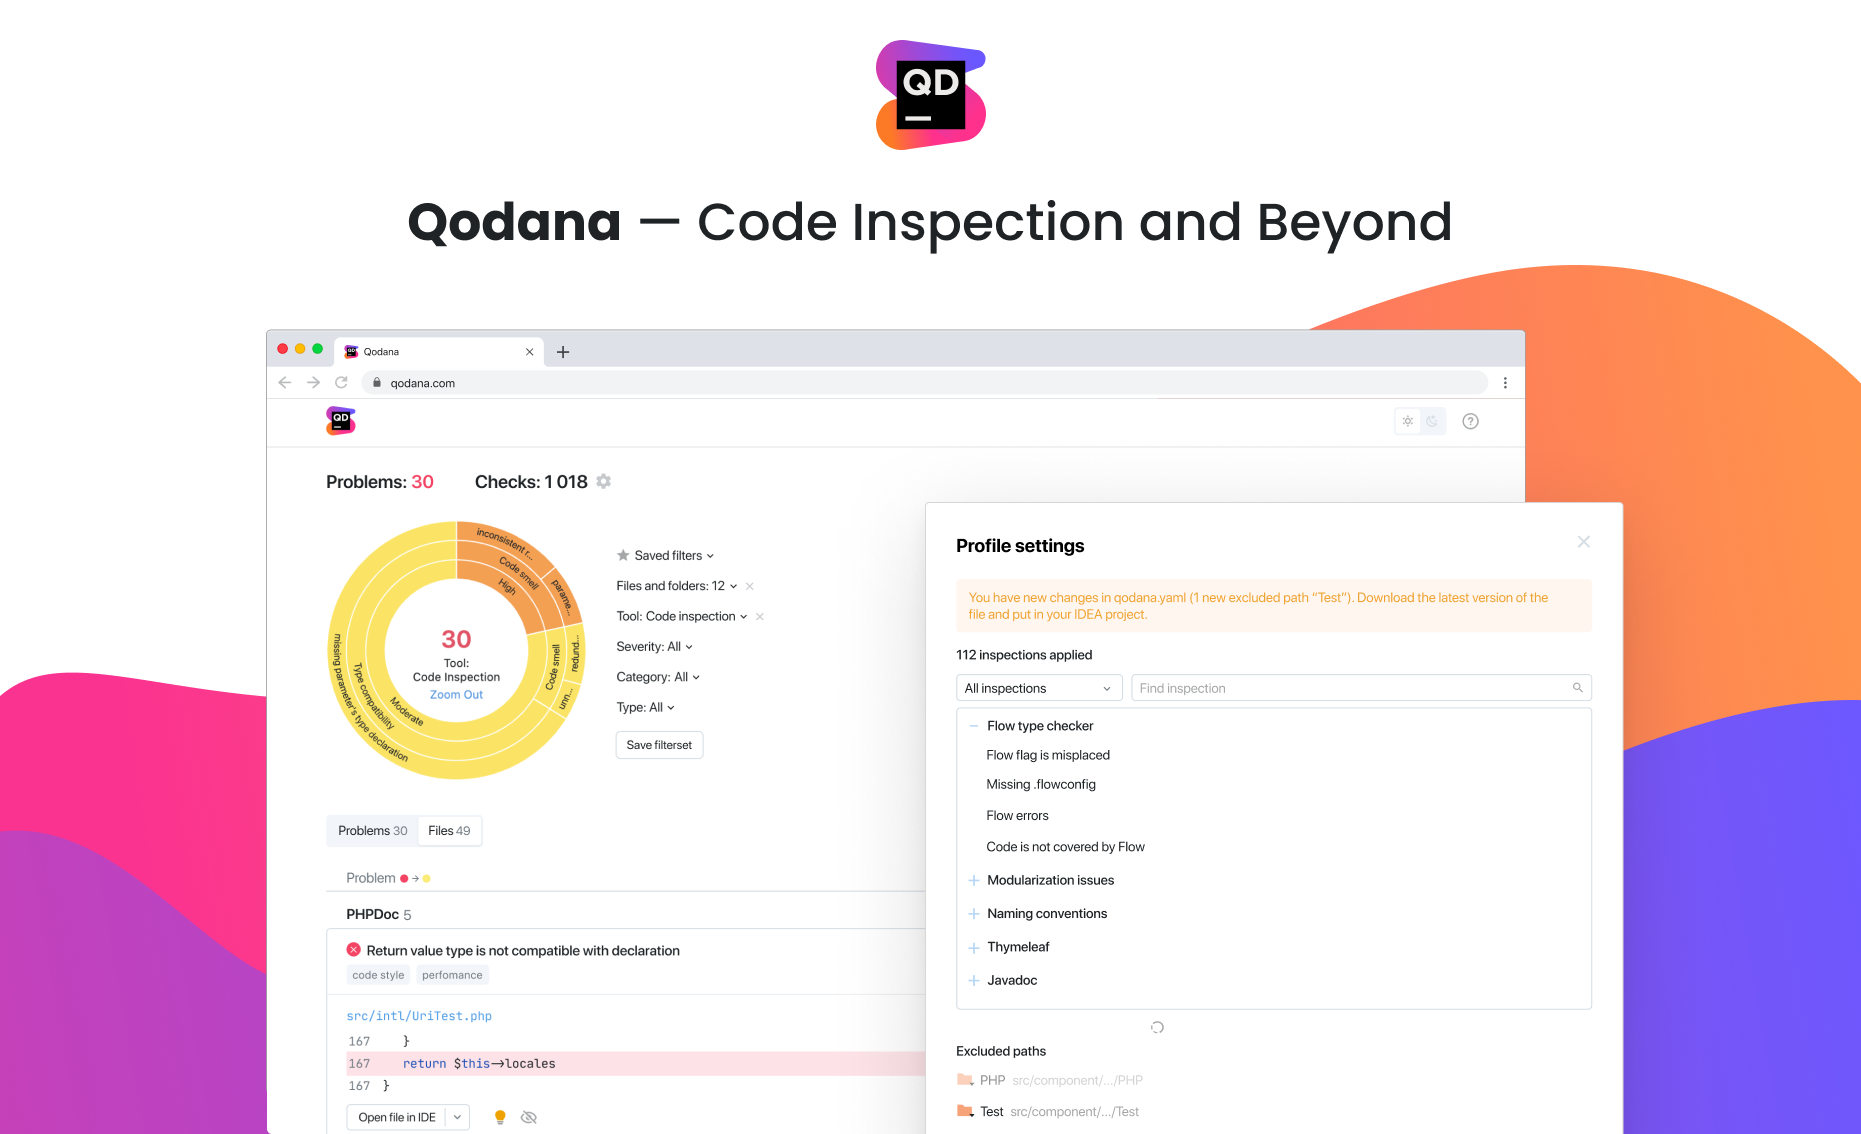 QD
Qodana — Code Inspection and Beyond
Qodana
qodana.com
QD
Problems: 30
Checks: 1 018
inconsistent r...
Code smell
High
parame...
redund...
Code smell
unn...
missing parameter's type declaration
Type compatibility
Moderate
30
Tool:
Code Inspection
Zoom Out
Saved filters
Files and folders: 12
Tool: Code inspection
Severity: All
Category: All
Type: All
Save filterset
Problems 30
Files 49
Problem
PHPDoc 5
Return value type is not compatible with declaration
code style
perfomance
src/intl/UriTest.php
167 }
167 return $this→locales
167 }
Open file in IDE
Profile settings
You have new changes in qodana.yaml (1 new excluded path “Test”). Download the latest version of the
file and put in your IDEA project.
112 inspections applied
All inspections
Find inspection
Flow type checker
Flow flag is misplaced
Missing .flowconfig
Flow errors
Code is not covered by Flow
Modularization issues
Naming conventions
Thymeleaf
Javadoc
Excluded paths
PHP src/component/.../PHP
Test src/component/.../Test